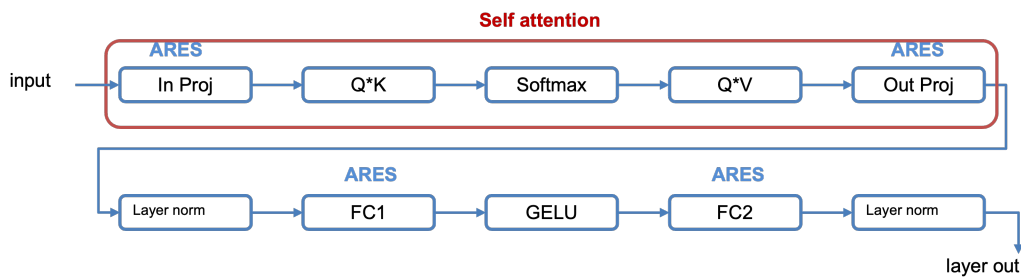 Self attention
ARES ARES
input In Proj Q*K Softmax Q*V Out Proj
ARES ARES
Layer norm FC1 GELU FC2 Layer norm
layer out